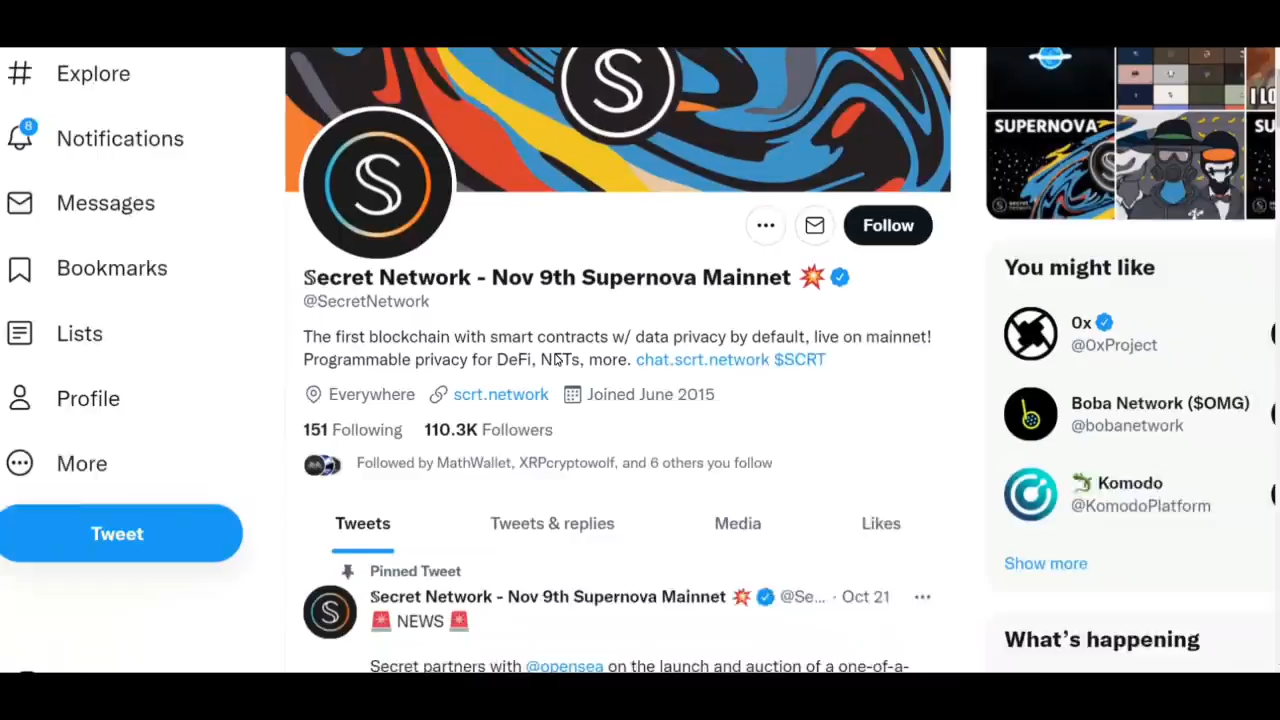 Explore
8
Notifications
Messages
Bookmarks
Lists
Profile
More
Tweet
Follow
𝕊ecret Network - Nov 9th Supernova Mainnet 💥
@SecretNetwork
The first blockchain with smart contracts w/ data privacy by default, live on mainnet!
Programmable privacy for DeFi, NFTs, more. chat.scrt.network $SCRT
Everywhere scrt.network Joined June 2015
151 Following 110.3K Followers
Followed by MathWallet, XRPcryptowolf, and 6 others you follow
Tweets Tweets & replies Media Likes
Pinned Tweet
𝕊ecret Network - Nov 9th Supernova Mainnet 💥 @Se... · Oct 21
🚨 NEWS 🚨
Secret partners with @opensea on the launch and auction of a one-of-a-
I LO
SUPERNOVA
SU
You might like
0x
@0xProject
Boba Network ($OMG)
@bobanetwork
🦎 Komodo
@KomodoPlatform
Show more
What's happening